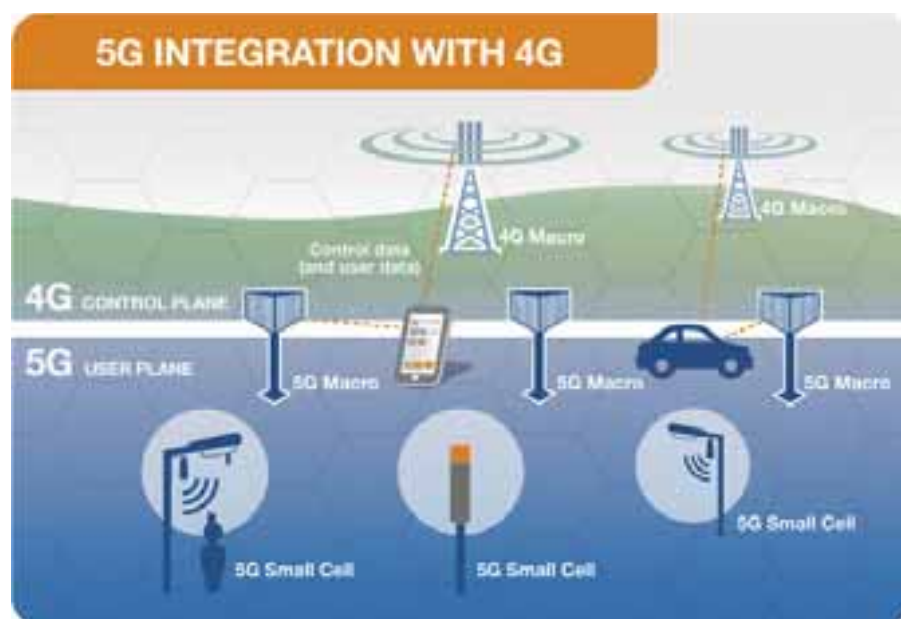 5G INTEGRATION WITH 4G
4G Macro
4G Macro
Control data
(and user data)
4G CONTROL PLANE
5G USER PLANE
5G Macro
5G Macro
5G Macro
5G Small Cell
5G Small Cell
5G Small Cell